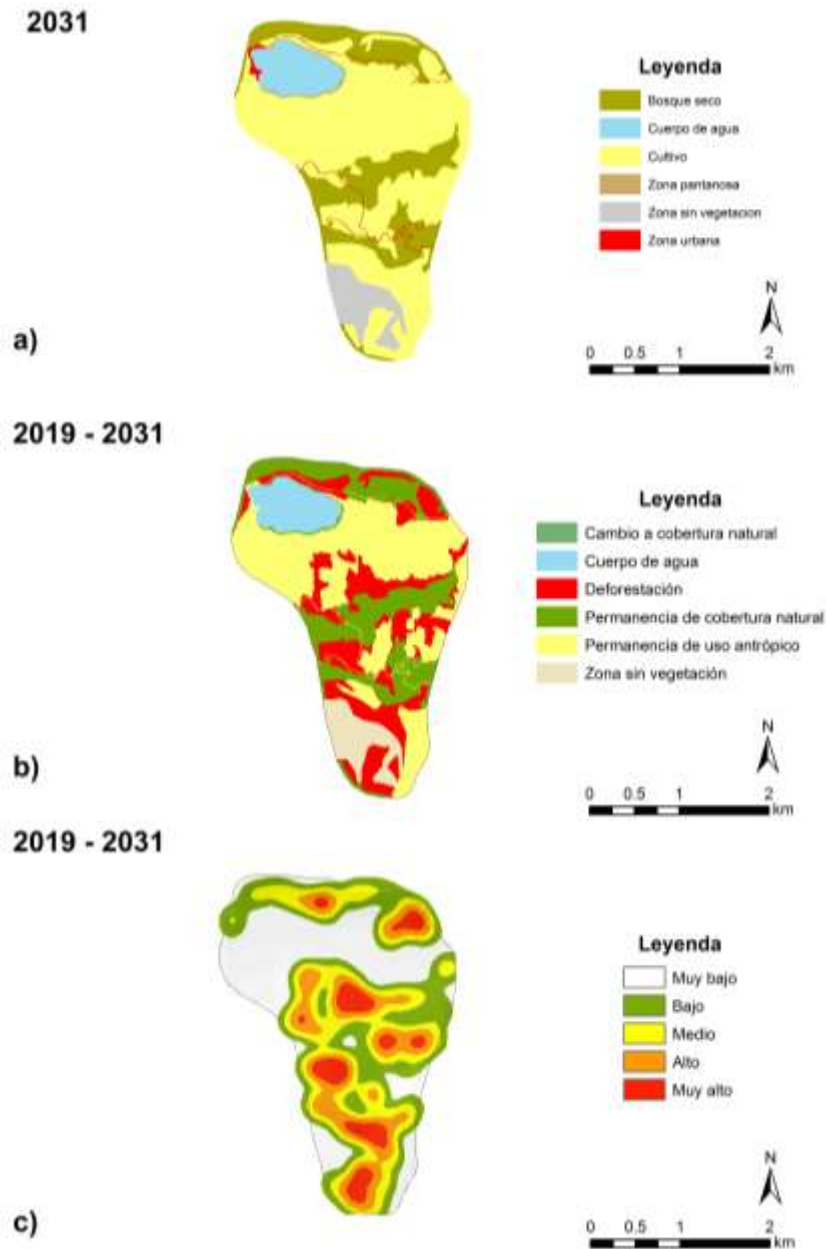 2031
Leyenda
Bosque seco
Cuerpo de agua
Cultivo
Zona pantanosa
Zona sin vegetacion
Zona urbana
N
0 0.5 1 2
km
a)
2019 - 2031
Leyenda
Cambio a cobertura natural
Cuerpo de agua
Deforestación
Permanencia de cobertura natural
Permanencia de uso antrópico
Zona sin vegetación
N
0 0.5 1 2
km
b)
2019 - 2031
Leyenda
Muy bajo
Bajo
Medio
Alto
Muy alto
N
0 0.5 1 2
km
c)